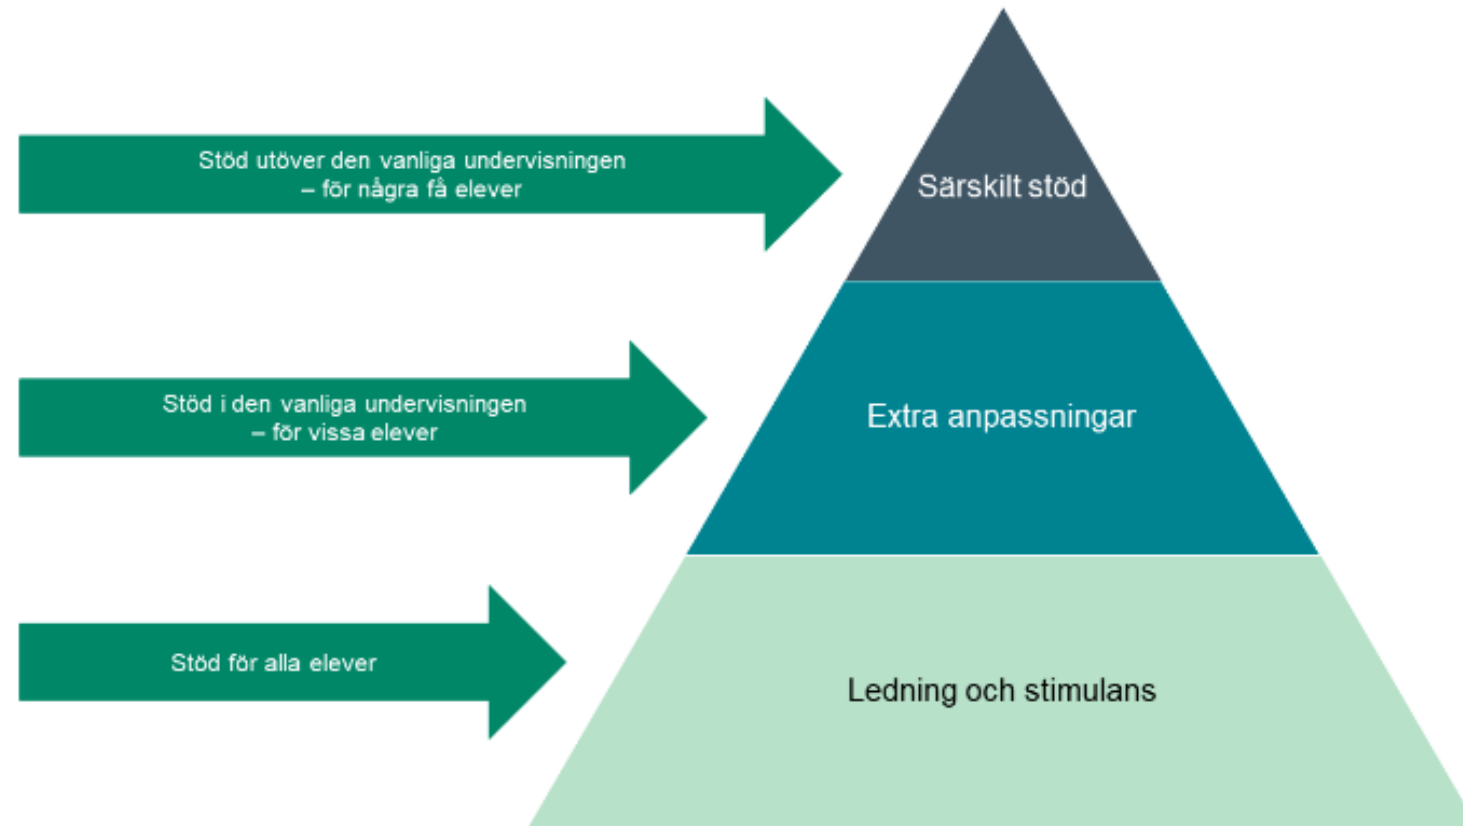 Stöd utöver den vanliga undervisningen
– för några få elever
Särskilt stöd
Stöd i den vanliga undervisningen
– för vissa elever
Extra anpassningar
Stöd för alla elever
Ledning och stimulans